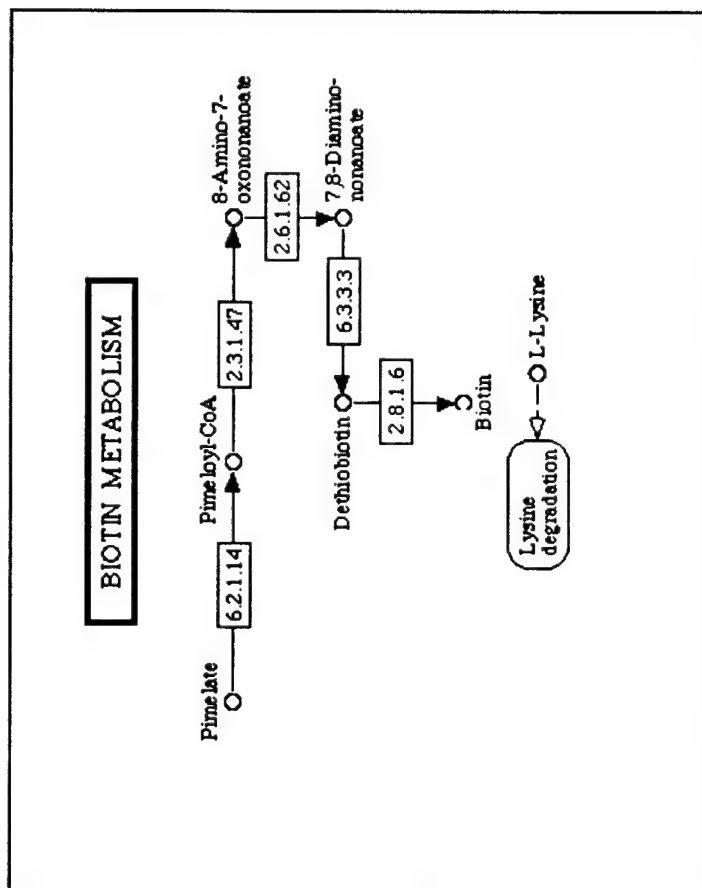 BIOTIN METABOLISM
Pimelate
6.2.1.14
Pimeloyl-CoA
2.3.1.47
8-Amino-7-
oxononanoate
2.6.1.62
7,8-Diamino-
nonanoate
6.3.3.3
Dethiobiotin
2.8.1.6
Biotin
L-Lysine
Lysine
degradation